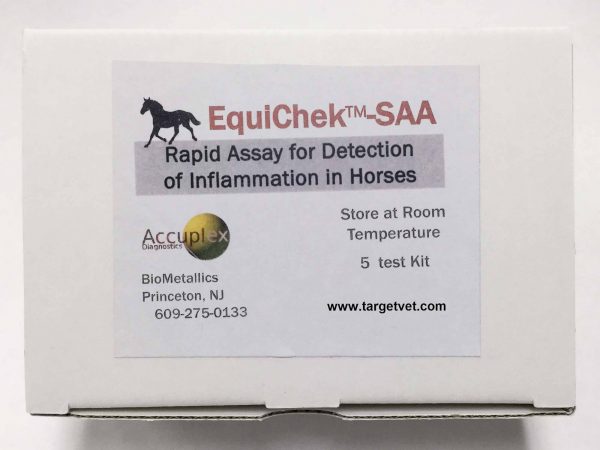 EquiChek™-SAA
Rapid Assay for Detection
of Inflammation in Horses
Accuplex
Diagnostics
BioMetallics
Princeton, NJ
609-275-0133
Store at Room
Temperature
5 test Kit
www.targetvet.com